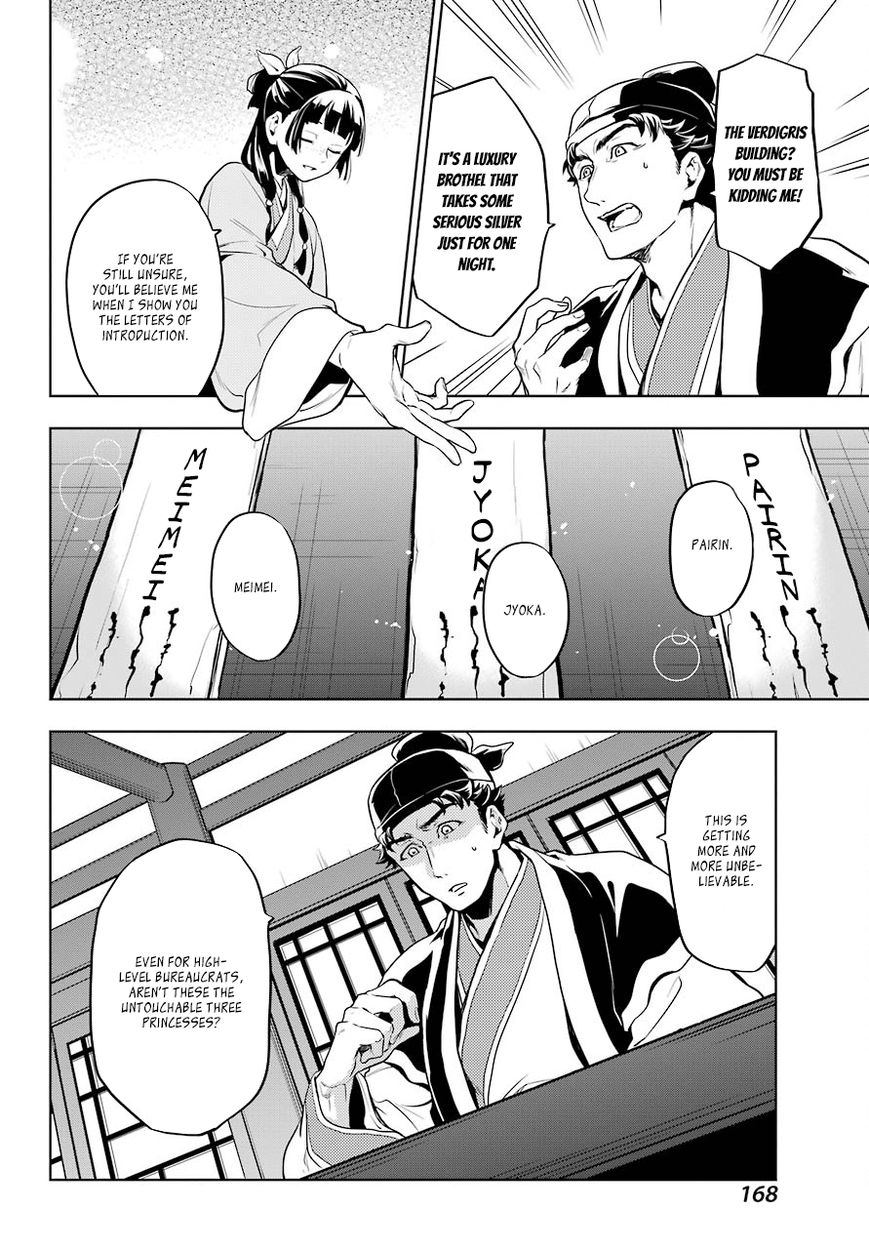 THE VERDIGRIS
BUILDING?
YOU MUST BE
KIDDING ME!
IT'S A LUXURY
BROTHEL THAT
TAKES SOME
SERIOUS SILVER
JUST FOR ONE
NIGHT.
IF YOU'RE
STILL UNSURE,
YOU'LL BELIEVE ME
WHEN I SHOW YOU
THE LETTERS OF
INTRODUCTION.
PAIRIN
PAIRIN.
JYOKA
JYOKA.
MEIMEI
MEIMEI.
THIS IS
GETTING
MORE AND
MORE UNBE-
LIEVABLE.
EVEN FOR HIGH-
LEVEL BUREAUCRATS,
AREN'T THESE THE
UNTOUCHABLE THREE
PRINCESSES?
168